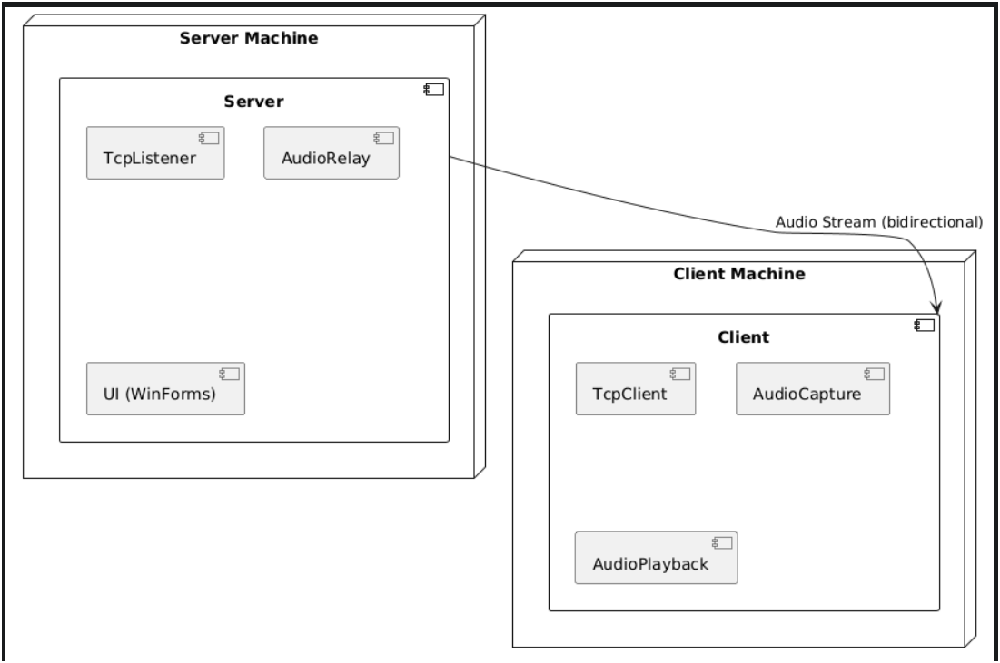 Server Machine
Server
TcpListener
AudioRelay
UI (WinForms)
Audio Stream (bidirectional)
Client Machine
Client
TcpClient
AudioCapture
AudioPlayback